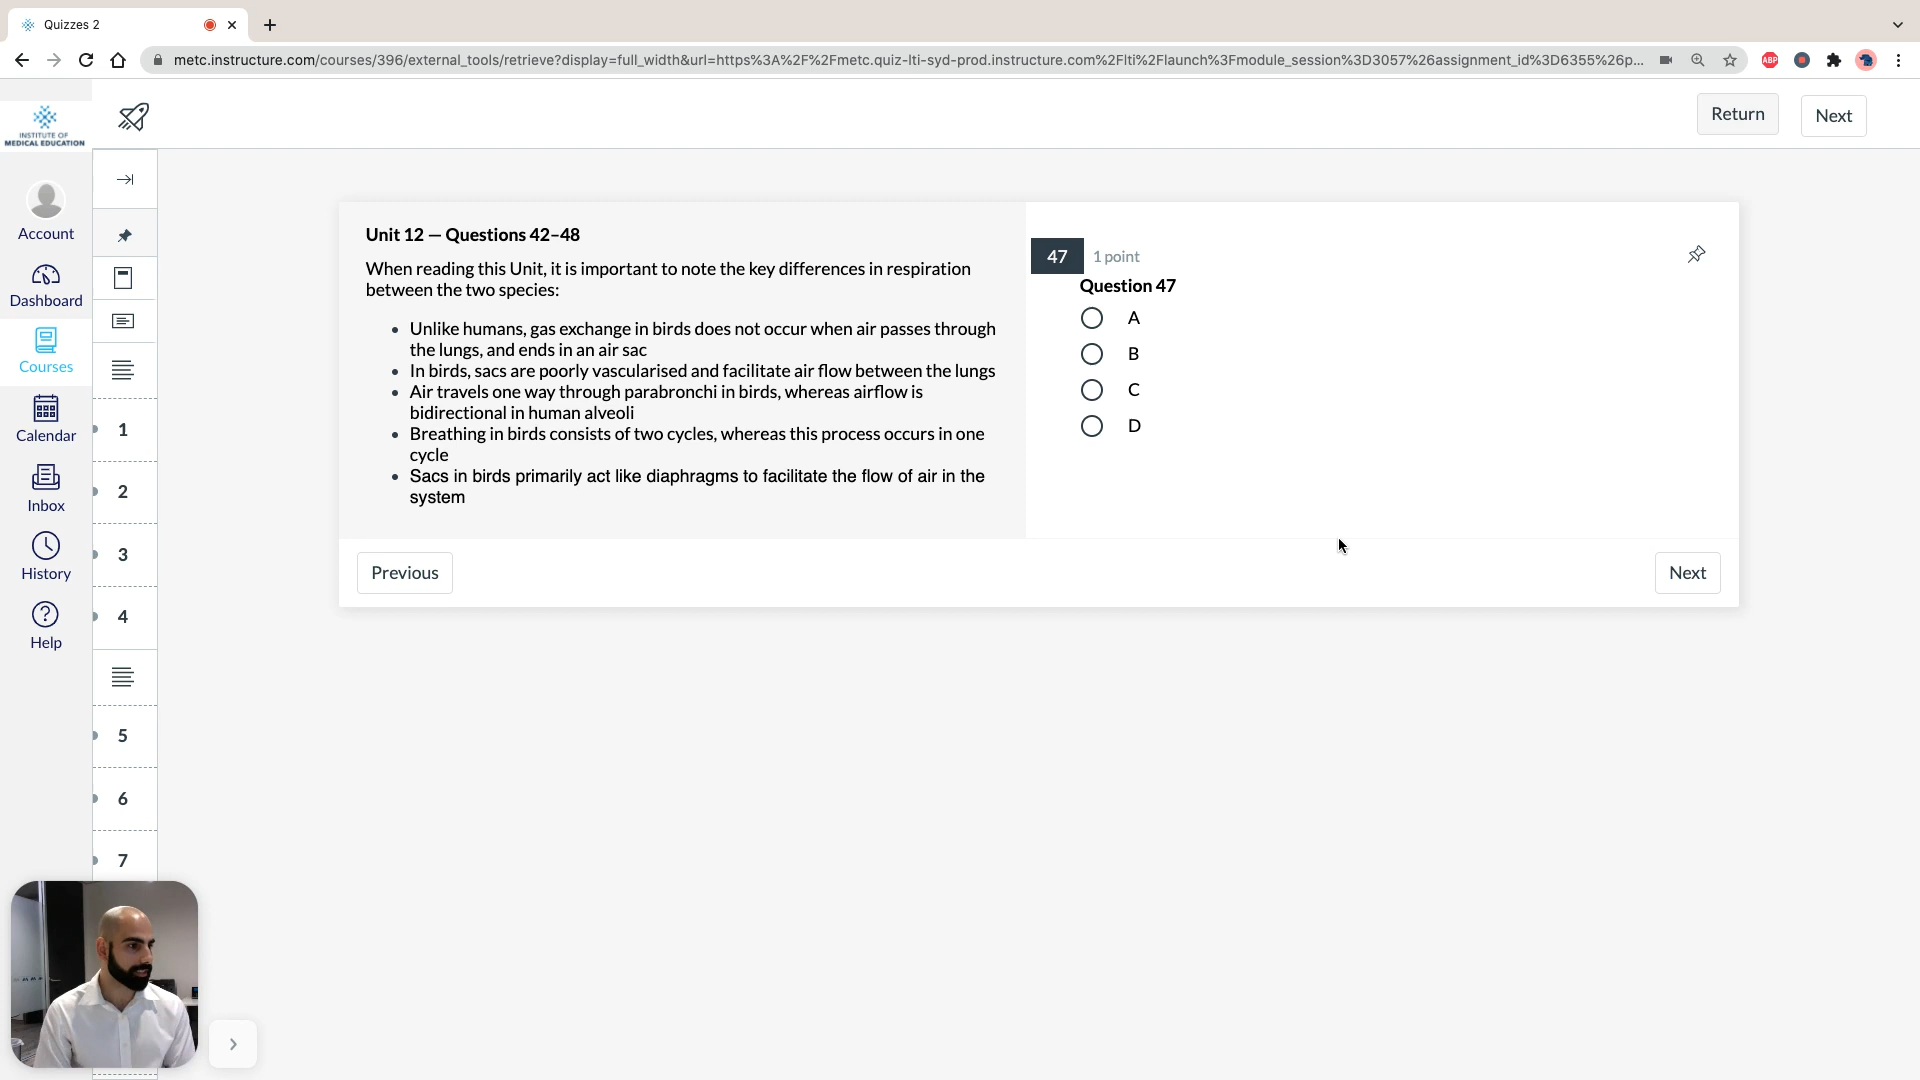 Quizzes 2
metc.instructure.com/courses/396/external_tools/retrieve?display=full_width&url=https%3A%2F%2Fmetc.quiz-lti-syd-prod.instructure.com%2Flti%2Flaunch%3Fmodule_session%3D3057%26assignment_id%3D6355%26p...
ABP
INSTITUTE OF
MEDICAL EDUCATION
Return
Next
Account
Dashboard
Courses
Calendar
Inbox
History
Help
1
2
3
4
5
6
7
Unit 12 — Questions 42–48
When reading this Unit, it is important to note the key differences in respiration
between the two species:
• Unlike humans, gas exchange in birds does not occur when air passes through
the lungs, and ends in an air sac
• In birds, sacs are poorly vascularised and facilitate air flow between the lungs
• Air travels one way through parabronchi in birds, whereas airflow is
bidirectional in human alveoli
• Breathing in birds consists of two cycles, whereas this process occurs in one
cycle
• Sacs in birds primarily act like diaphragms to facilitate the flow of air in the
system
47
1 point
Question 47
A
B
C
D
Previous
Next